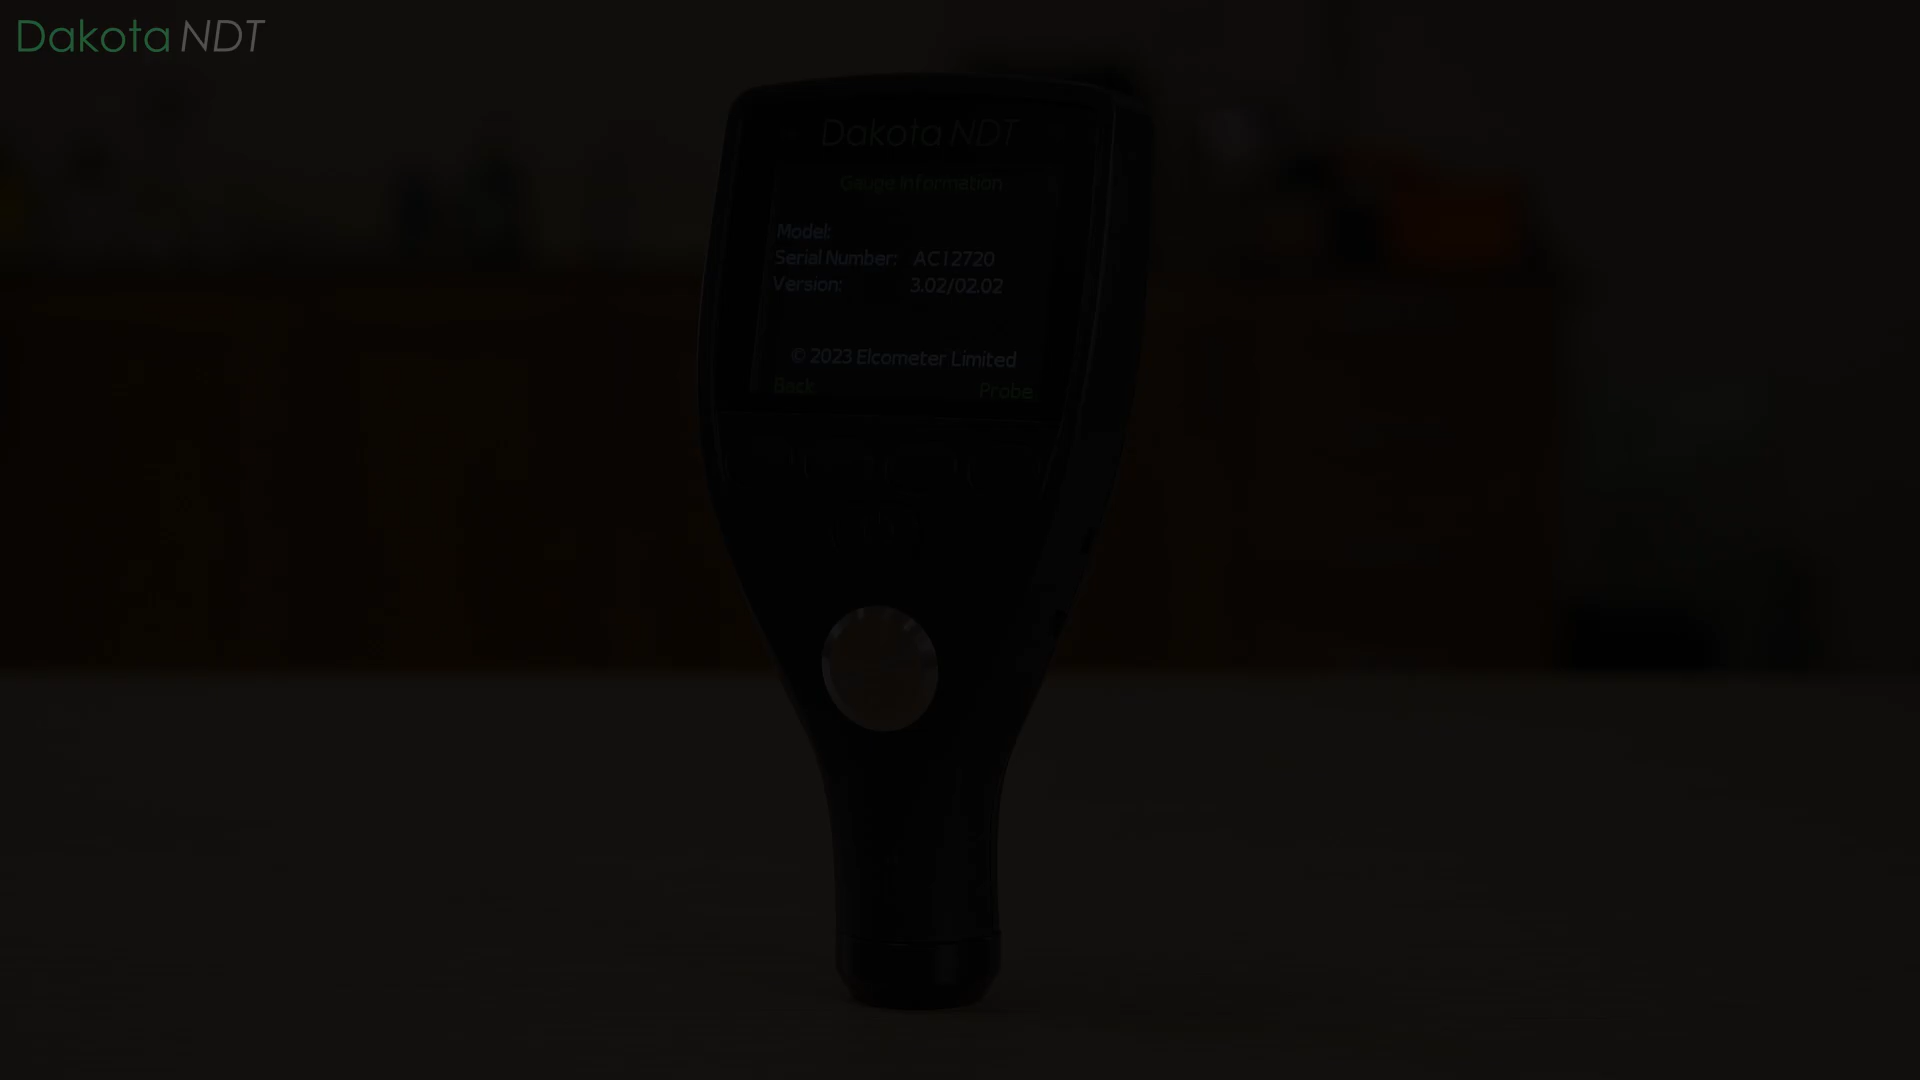 Dakota NDT
Dakota NDT
Gauge Information
Model:
Serial Number: AC12720
Version: 3.02/02.02
© 2023 Elcometer Limited
Back Probe